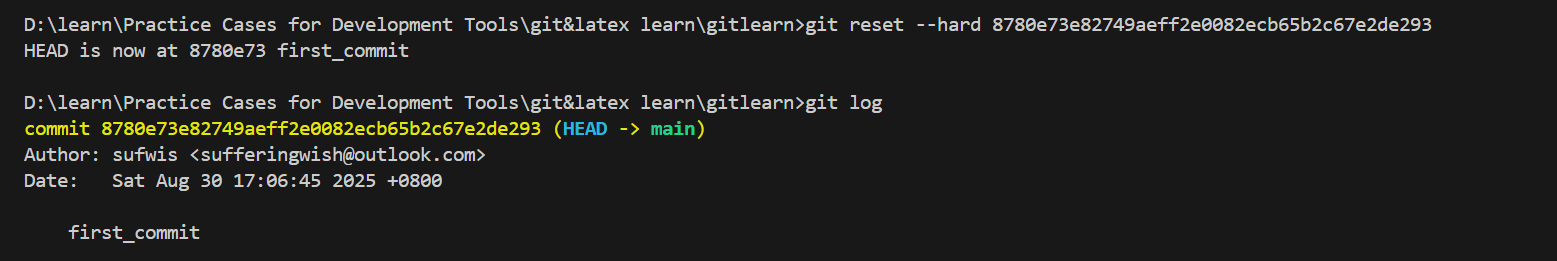 D:\learn\Practice Cases for Development Tools\git&latex learn\gitlearn>git reset --hard 8780e73e82749aeff2e0082ecb65b2c67e2de293
HEAD is now at 8780e73 first_commit
D:\learn\Practice Cases for Development Tools\git&latex learn\gitlearn>git log
commit 8780e73e82749aeff2e0082ecb65b2c67e2de293 (HEAD -> main)
Author: sufwis <sufferingwish@outlook.com>
Date:   Sat Aug 30 17:06:45 2025 +0800
    first_commit